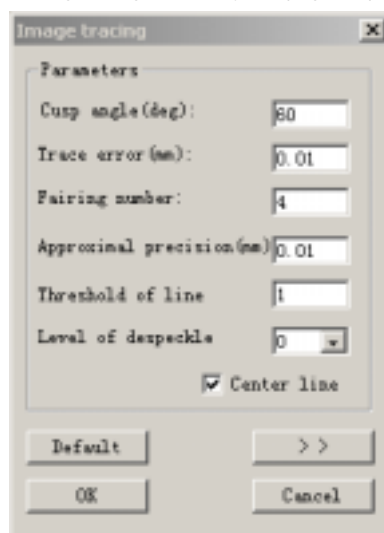 Image tracing
Parameters
Cusp angle(deg): 60
Trace error(mm): 0.01
Fairing number: 4
Approximal precision(mm) 0.01
Threshold of line 1
Level of despeckle 0
Center line
Default >>
OK Cancel